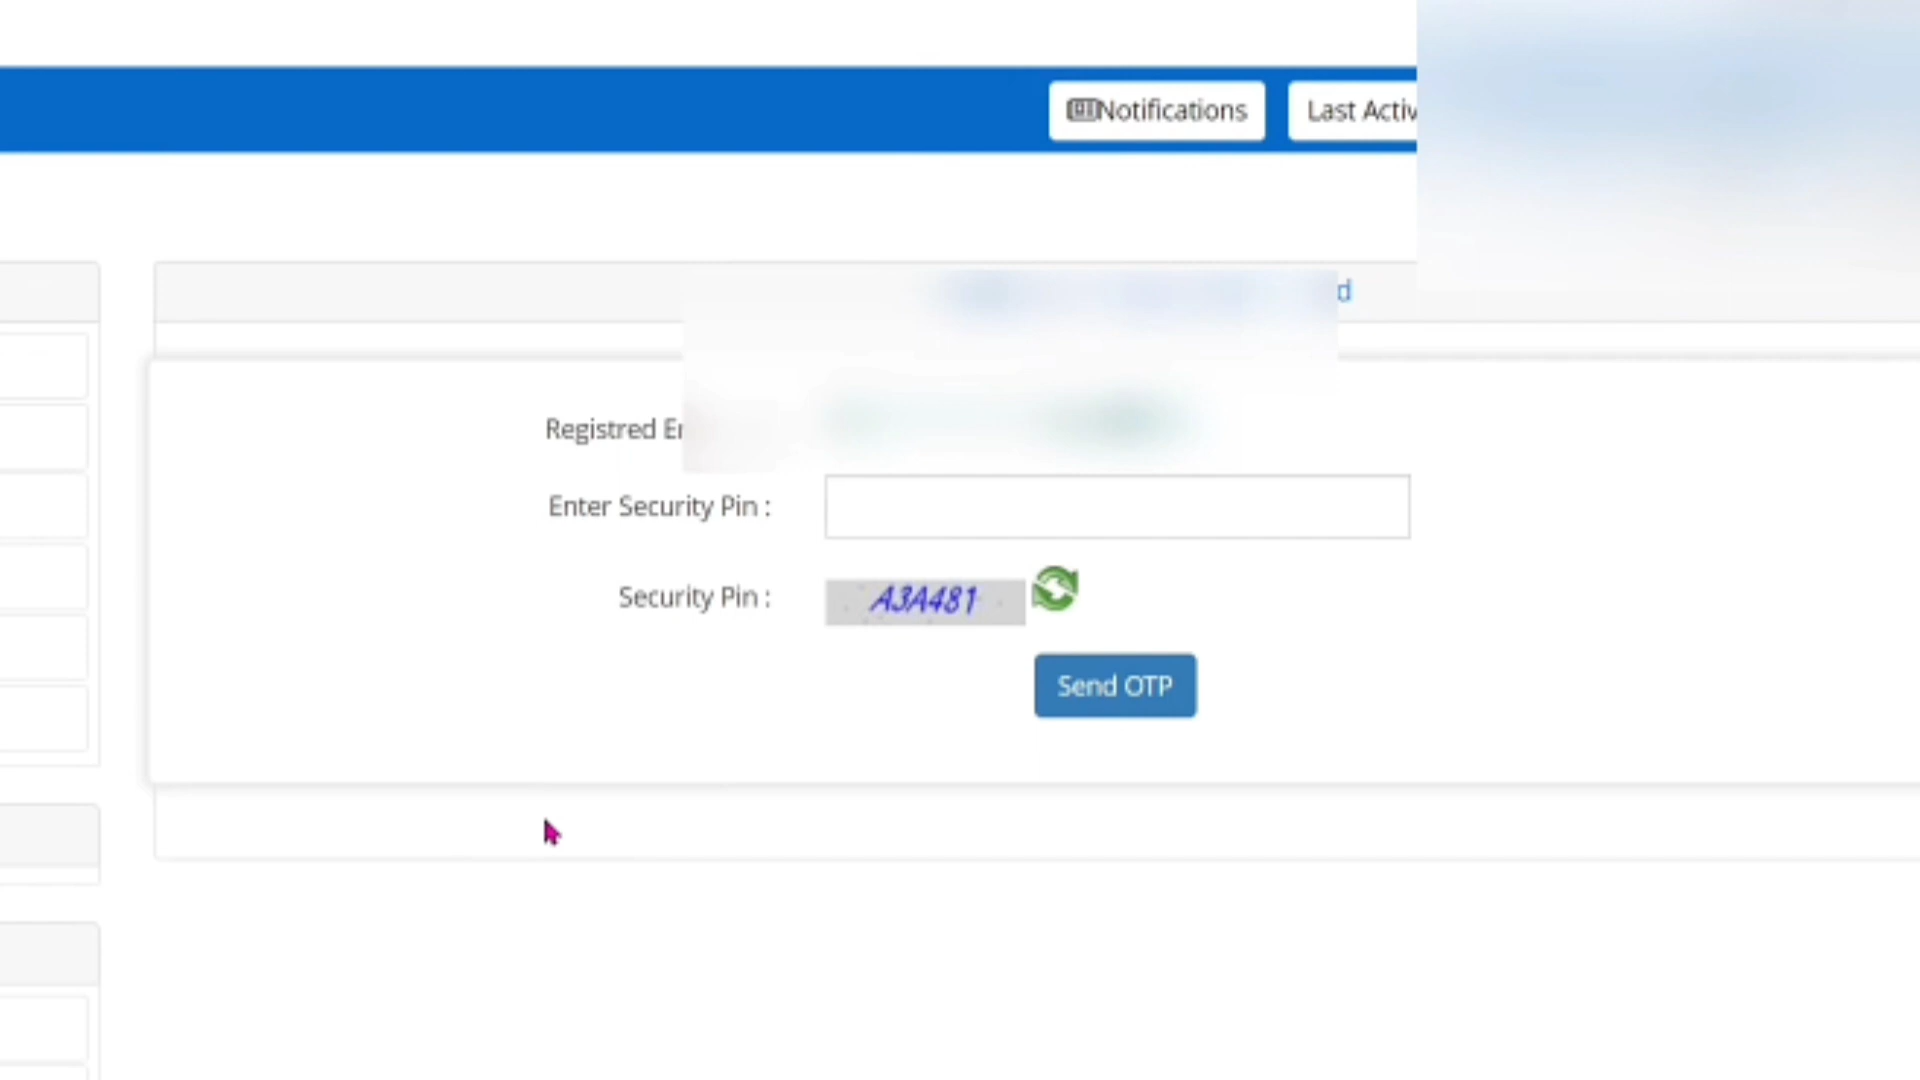 Notifications
Last Activ
d
Registred E
Enter Security Pin :
Security Pin : A3A481
Send OTP